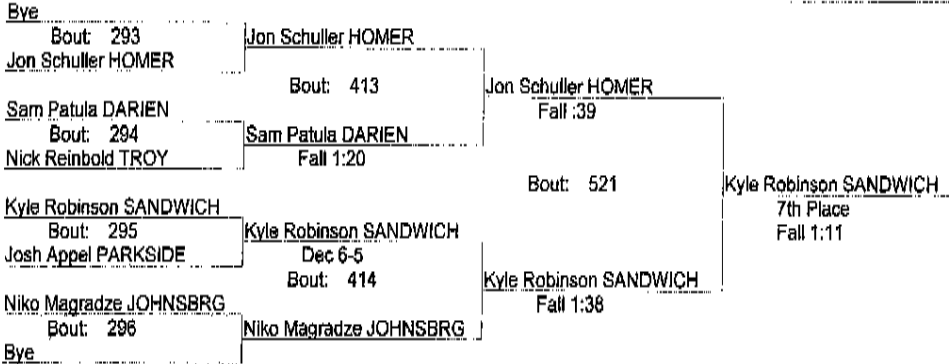 Bye
Bout: 293
Jon Schuller HOMER
Jon Schuller HOMER
Bout: 413
Jon Schuller HOMER
Fall :39
Sam Patula DARIEN
Bout: 294
Sam Patula DARIEN
Nick Reinbold TROY
Fall 1:20
Bout: 521
Kyle Robinson SANDWICH
7th Place
Fall 1:11
Kyle Robinson SANDWICH
Bout: 295
Kyle Robinson SANDWICH
Josh Appel PARKSIDE
Dec 6-5
Bout: 414
Kyle Robinson SANDWICH
Fall 1:38
Niko Magradze JOHNSBRG
Bout: 296
Niko Magradze JOHNSBRG
Bye